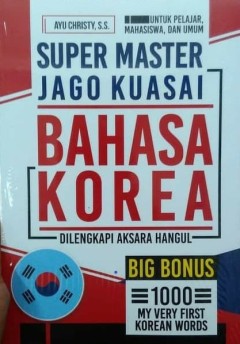 AYU CHRISTY, S.S.
UNTUK PELAJAR,
MAHASISWA, DAN UMUM
SUPER MASTER
JAGO KUASAI
BAHASA
KOREA
DILENGKAPI AKSARA HANGUL
BIG BONUS
1000
MY VERY FIRST
KOREAN WORDS